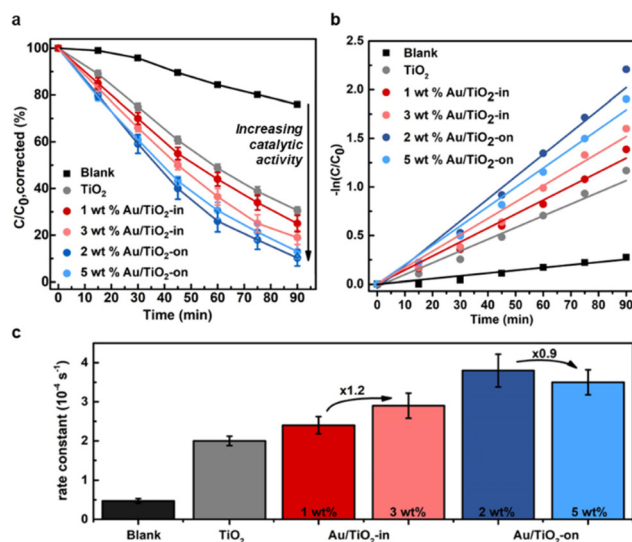 a
C/C₀-corrected (%)
100
80
60
40
20
0
Increasing
catalytic
activity
Blank
TiO₂
1 wt % Au/TiO₂-in
3 wt % Au/TiO₂-in
2 wt % Au/TiO₂-on
5 wt % Au/TiO₂-on
0 10 20 30 40 50 60 70 80 90
Time (min)
b
-ln(C/C₀)
2.5
2.0
1.5
1.0
0.5
0.0
Blank
TiO₂
1 wt % Au/TiO₂-in
3 wt % Au/TiO₂-in
2 wt % Au/TiO₂-on
5 wt % Au/TiO₂-on
0 15 30 45 60 75 90
Time (min)
c
rate constant (10⁻⁴ s⁻¹)
4
3
2
1
0
x1.2
x0.9
1 wt% 3 wt% 2 wt% 5 wt%
Blank TiO₂ Au/TiO₂-in Au/TiO₂-on